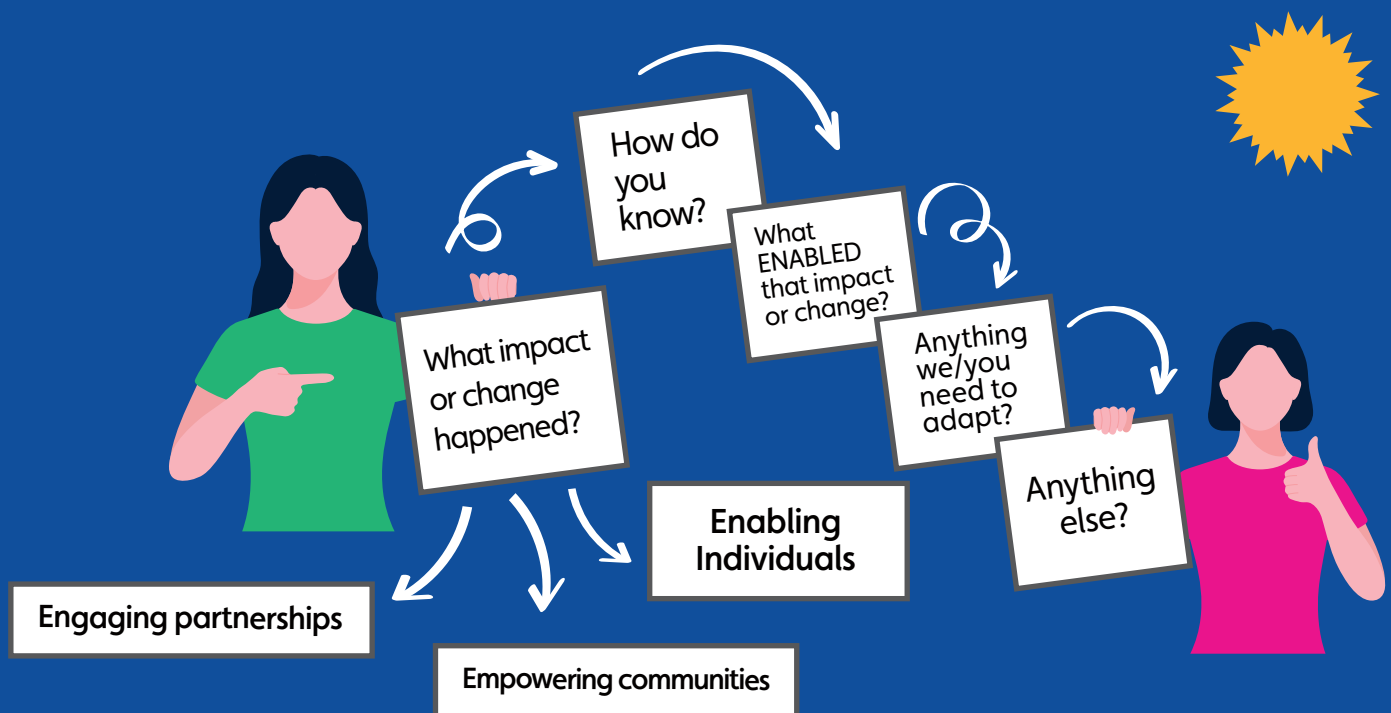 What impact
or change
happened?
How do
you
know?
What
ENABLED
that impact
or change?
Anything
we/you
need to
adapt?
Anything
else?
Enabling
Individuals
Engaging partnerships
Empowering communities